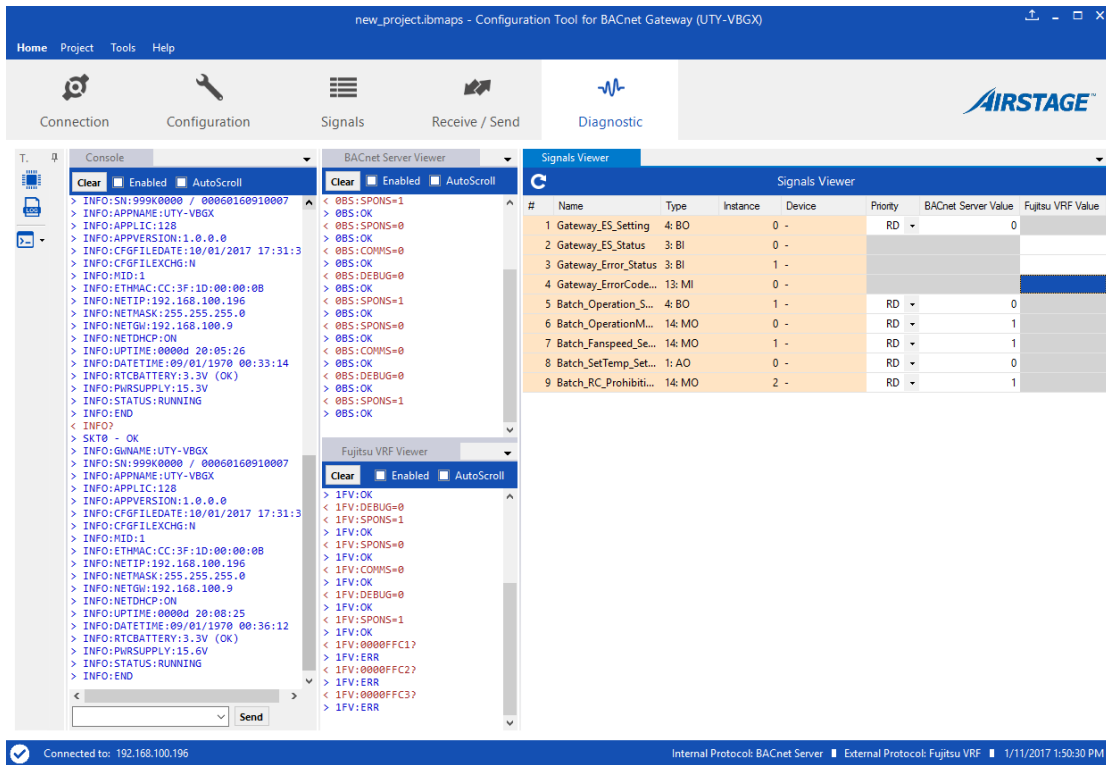 new_project.ibmaps - Configuration Tool for BACnet Gateway (UTY-VBGX)
Home Project Tools Help
Connection Configuration Signals Receive / Send Diagnostic
AIRSTAGE™
T.
Console
Clear Enabled AutoScroll
> INFO:SN:999K0000 / 00060160910007
> INFO:APPNAME:UTY-VBGX
> INFO:APPLIC:128
> INFO:APPVERSION:1.0.0.0
> INFO:CFGFILEDATE:10/01/2017 17:31:3
> INFO:CFGFILEXCHG:N
> INFO:MID:1
> INFO:ETHMAC:CC:3F:1D:00:00:0B
> INFO:NETIP:192.168.100.196
> INFO:NETMASK:255.255.255.0
> INFO:NETGW:192.168.100.9
> INFO:NETDHCP:ON
> INFO:UPTIME:0000d 20:05:26
> INFO:DATETIME:09/01/1970 00:33:14
> INFO:RTCBATTERY:3.3V (OK)
> INFO:PWRSUPPLY:15.3V
> INFO:STATUS:RUNNING
> INFO:END
< INFO?
> SKT0 - OK
> INFO:GWNAME:UTY-VBGX
> INFO:SN:999K0000 / 00060160910007
> INFO:APPNAME:UTY-VBGX
> INFO:APPLIC:128
> INFO:APPVERSION:1.0.0.0
> INFO:CFGFILEDATE:10/01/2017 17:31:3
> INFO:CFGFILEXCHG:N
> INFO:MID:1
> INFO:ETHMAC:CC:3F:1D:00:00:0B
> INFO:NETIP:192.168.100.196
> INFO:NETMASK:255.255.255.0
> INFO:NETGW:192.168.100.9
> INFO:NETDHCP:ON
> INFO:UPTIME:0000d 20:08:25
> INFO:DATETIME:09/01/1970 00:36:12
> INFO:RTCBATTERY:3.3V (OK)
> INFO:PWRSUPPLY:15.6V
> INFO:STATUS:RUNNING
> INFO:END
Send
LOG
BACnet Server Viewer
Clear Enabled AutoScroll
< 0BS:SPONS=1
> 0BS:OK
< 0BS:SPONS=0
> 0BS:OK
< 0BS:COMMS=0
> 0BS:OK
< 0BS:DEBUG=0
> 0BS:OK
< 0BS:SPONS=1
> 0BS:OK
< 0BS:SPONS=0
> 0BS:OK
< 0BS:COMMS=0
> 0BS:OK
< 0BS:DEBUG=0
> 0BS:OK
< 0BS:SPONS=1
> 0BS:OK
Fujitsu VRF Viewer
Clear Enabled AutoScroll
> 1FV:OK
< 1FV:DEBUG=0
< 1FV:SPONS=1
> 1FV:OK
< 1FV:SPONS=0
> 1FV:OK
< 1FV:COMMS=0
> 1FV:OK
< 1FV:DEBUG=0
> 1FV:OK
< 1FV:SPONS=1
> 1FV:OK
< 1FV:0000FFC1?
> 1FV:ERR
< 1FV:0000FFC2?
> 1FV:ERR
< 1FV:0000FFC3?
> 1FV:ERR
Signals Viewer
Signals Viewer
# Name Type Instance Device Priority BACnet Server Value Fujitsu VRF Value
1 Gateway_ES_Setting 4: BO 0 - RD 0
2 Gateway_ES_Status 3: BI 0 -
3 Gateway_Error_Status 3: BI 1 -
4 Gateway_ErrorCode... 13: MI 0 -
5 Batch_Operation_S... 4: BO 1 - RD 0
6 Batch_OperationM... 14: MO 0 - RD 1
7 Batch_Fanspeed_Se... 14: MO 1 - RD 1
8 Batch_SetTemp_Set... 1: AO 0 - RD 0
9 Batch_RC_Prohibiti... 14: MO 2 - RD 1
Connected to: 192.168.100.196
Internal Protocol: BACnet Server External Protocol: Fujitsu VRF 1/11/2017 1:50:30 PM